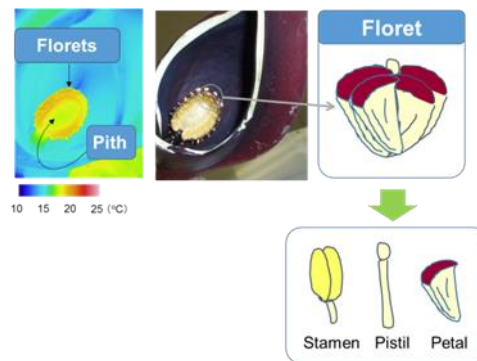 Florets
Pith
10 15 20 25 (°C)
Floret
Stamen Pistil Petal